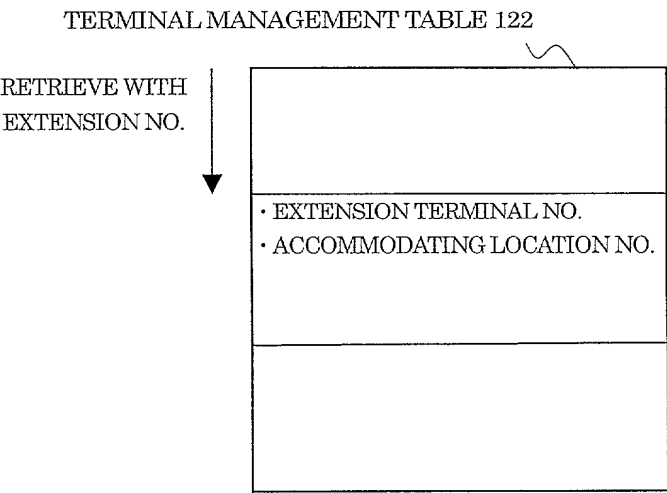 TERMINAL MANAGEMENT TABLE 122
RETRIEVE WITH
EXTENSION NO.
・EXTENSION TERMINAL NO.
・ACCOMMODATING LOCATION NO.